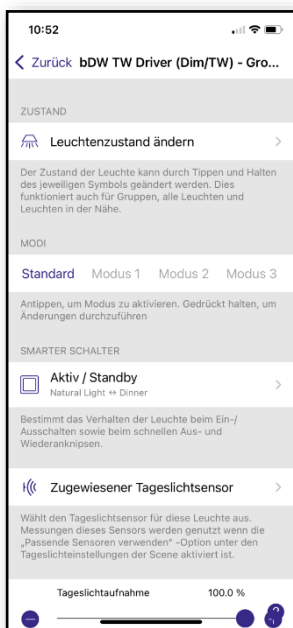 10:52
Zurück bDW TW Driver (Dim/TW) - Gro...
ZUSTAND
Leuchtenzustand ändern
Der Zustand der Leuchte kann durch Tippen und Halten
des jeweiligen Symbols geändert werden. Dies
funktioniert auch für Gruppen, alle Leuchten und
Leuchten in der Nähe.
MODI
Standard Modus 1 Modus 2 Modus 3
Antippen, um Modus zu aktivieren. Gedrückt halten, um
Änderungen durchzuführen
SMARTER SCHALTER
Aktiv / Standby
Natural Light ↔ Dinner
Bestimmt das Verhalten der Leuchte beim Ein-/
Ausschalten sowie beim schnellen Aus- und
Wiederanknipsen.
Zugewiesener Tageslichtsensor
Wählt den Tageslichtsensor für diese Leuchte aus.
Messungen dieses Sensors werden genutzt wenn die
„Passende Sensoren verwenden" -Option unter den
Tageslichteinstellungen der Scene aktiviert ist.
Tageslichtaufnahme 100.0 %